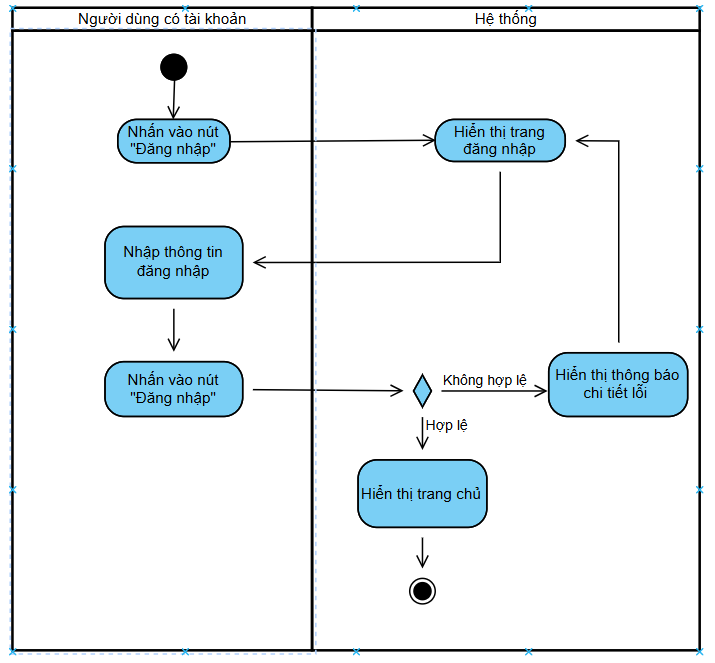 Người dùng có tài khoản
Hệ thống
Nhấn vào nút
"Đăng nhập"
Hiển thị trang
đăng nhập
Nhập thông tin
đăng nhập
Nhấn vào nút
"Đăng nhập"
Không hợp lệ
Hiển thị thông báo
chi tiết lỗi
Hợp lệ
Hiển thị trang chủ